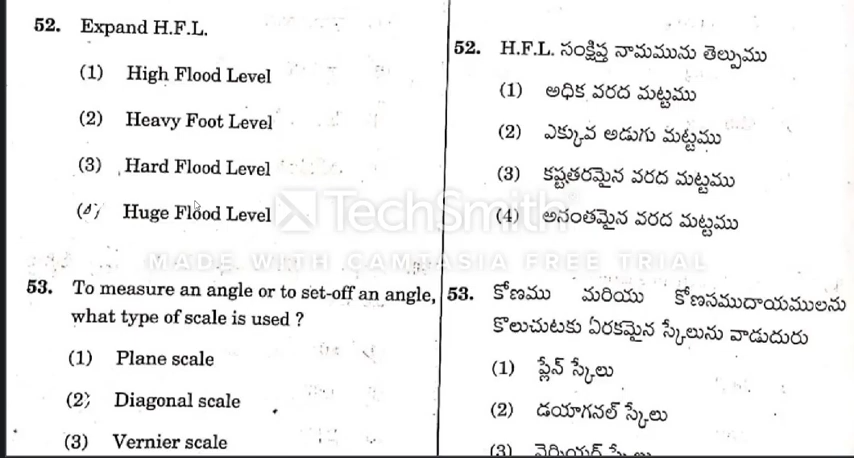 52. Expand H.F.L.
(1) High Flood Level
(2) Heavy Foot Level
(3) Hard Flood Level
Huge Flood Level
53. To measure an angle or to set-off an angle,
what type of scale is used ?
(1) Plane scale
(2) Diagonal scale
(3) Vernier scale
52. H.F.L. సంక్షిప్త నామమును తెల్పుము
(1) అధిక వరద మట్టము
(2) ఎక్కువ అడుగు మట్టము
(3) కష్టతరమైన వరద మట్టము
(4) అనంతమైన వరద మట్టము
53. కోణము మరియు కోణసముదాయములను
కొలుచుటకు ఏరకమైన స్కేలును వాడుదురు
(1) ప్లేన్ స్కేలు
(2) డయాగనల్ స్కేలు
(3)
TechSmith
MADE WITH CAMTASIA FREE TRIAL